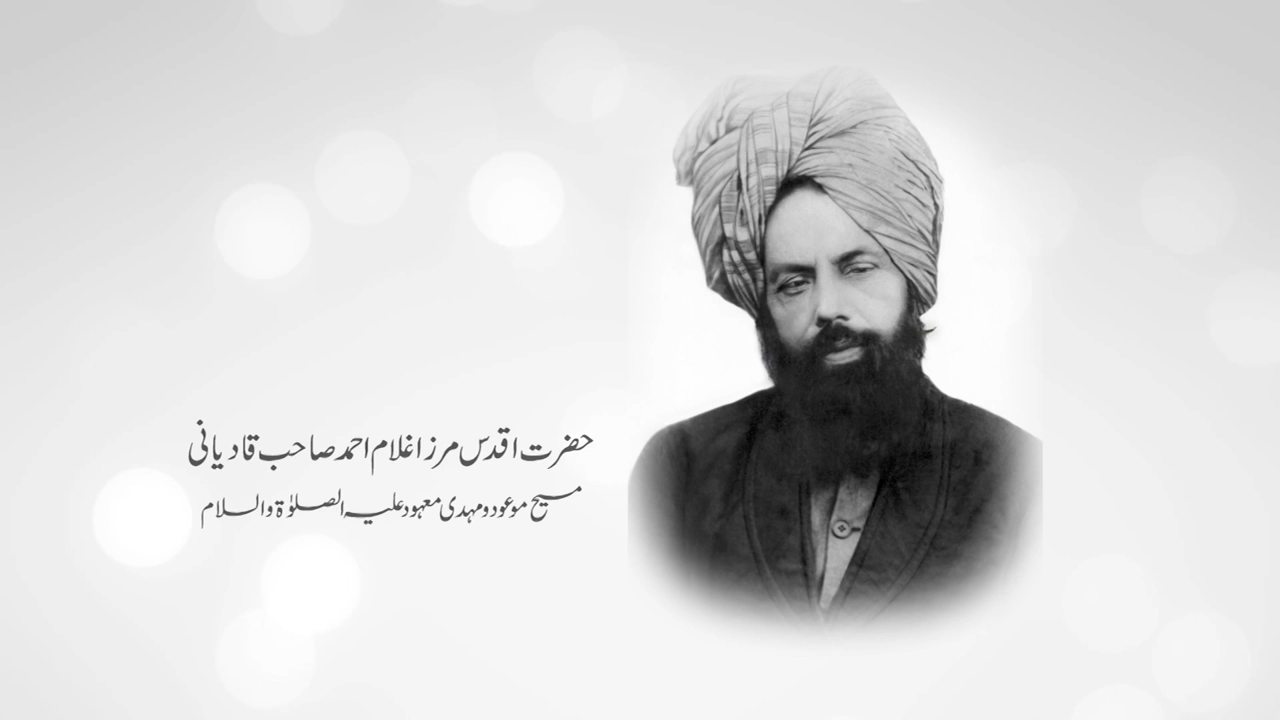 حضرت اقدس مرزا غلام احمد صاحب قادیانی
مسیح موعود و مہدی معہود علیہ الصلوٰۃ والسلام